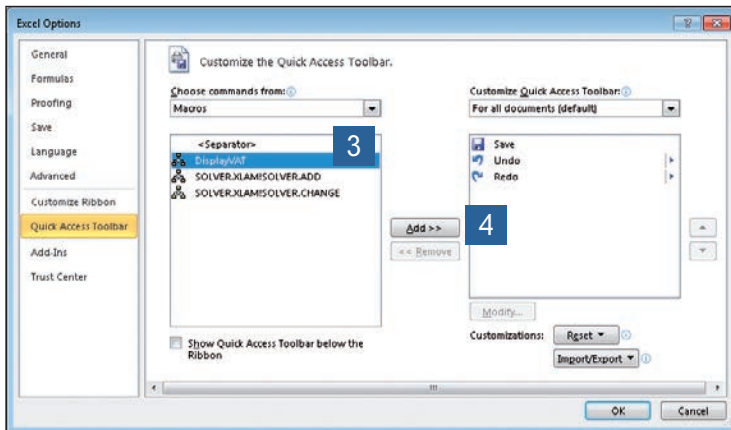 Excel Options
General
Formulas
Proofing
Save
Language
Advanced
Customize Ribbon
Quick Access Toolbar
Add-Ins
Trust Center
Customize the Quick Access Toolbar.
Choose commands from:
Macros
<Separator>
DisplayVAT
SOLVER.XLAM!SOLVER.ADD
SOLVER.XLAM!SOLVER.CHANGE
3
Show Quick Access Toolbar below the
Ribbon
Add >>
4
<< Remove
Customize Quick Access Toolbar:
For all documents (default)
Save
Undo
Redo
Modify...
Customizations:
Reset
Import/Export
OK
Cancel